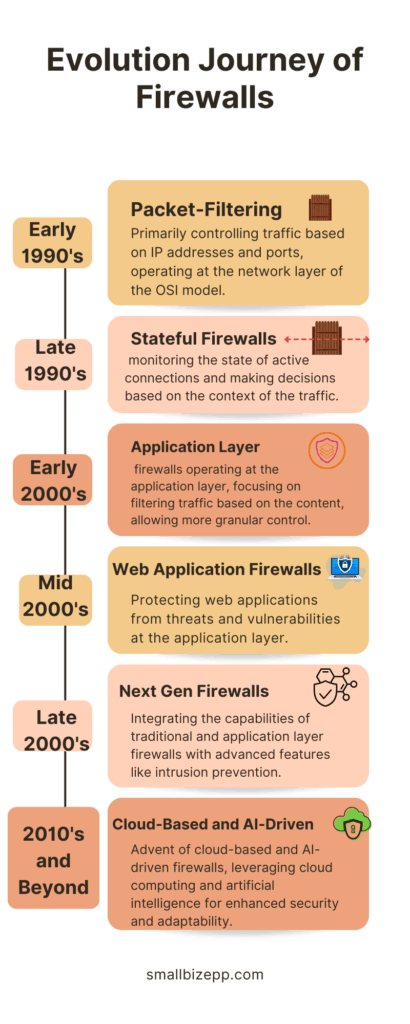 Evolution Journey of
Firewalls
Early
1990's
Packet-Filtering
Primarily controlling traffic based
on IP addresses and ports,
operating at the network layer of
the OSI model.
Late
1990's
Stateful Firewalls
monitoring the state of active
connections and making decisions
based on the context of the traffic.
Early
2000's
Application Layer
firewalls operating at the
application layer, focusing on
filtering traffic based on the content,
allowing more granular control.
Mid
2000's
Web Application Firewalls
Protecting web applications
from threats and vulnerabilities
at the application layer.
Late
2000's
Next Gen Firewalls
Integrating the capabilities of
traditional and application layer
firewalls with advanced features
like intrusion prevention.
2010's
and
Beyond
Cloud-Based and AI-Driven
Advent of cloud-based and AI-
driven firewalls, leveraging cloud
computing and artificial
intelligence for enhanced security
and adaptability.
smallbizepp.com